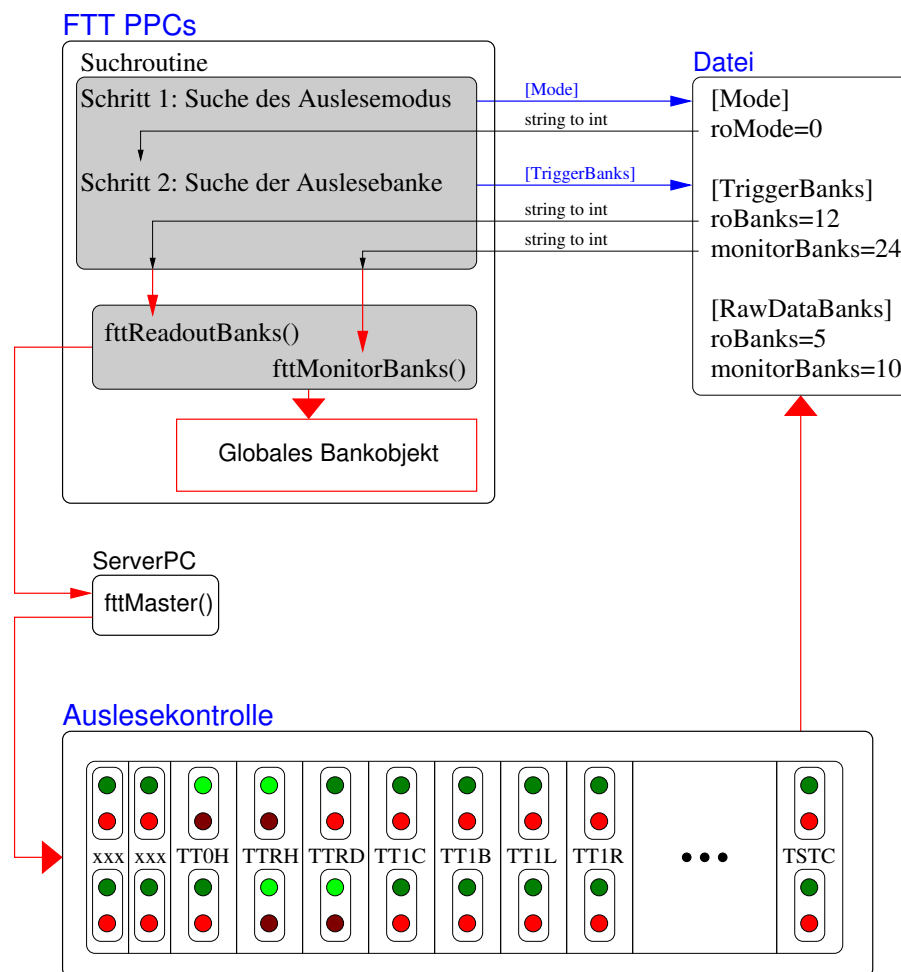 FTT PPCs
Suchroutine
Schritt 1: Suche des Auslesemodus
Schritt 2: Suche der Auslesebanke
[Mode]
string to int
[TriggerBanks]
string to int
string to int
Datei
[Mode]
roMode=0
[TriggerBanks]
roBanks=12
monitorBanks=24
[RawDataBanks]
roBanks=5
monitorBanks=10
fttReadoutBanks()
fttMonitorBanks()
Globales Bankobjekt
ServerPC
fttMaster()
Auslesekontrolle
xxx xxx TT0H TTRH TTRD TT1C TT1B TT1L TT1R ••• TSTC